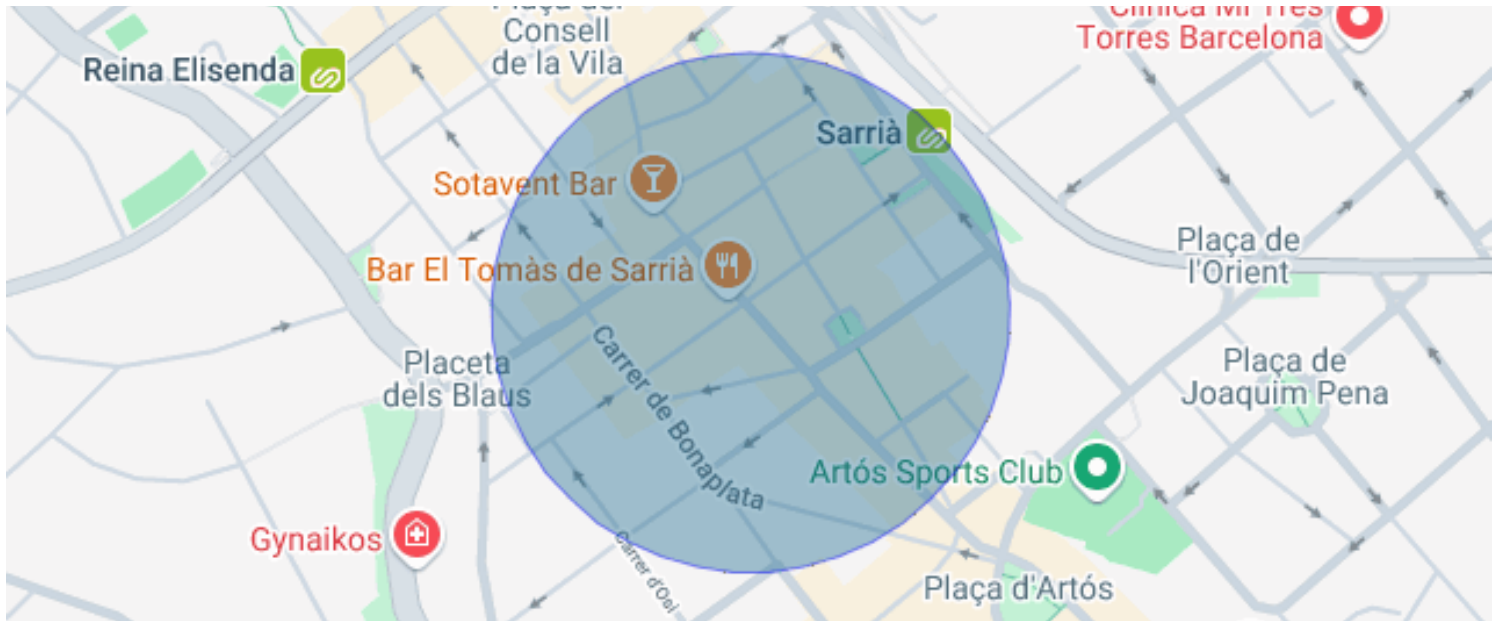 Plaça del
Consell
de la Vila
Clínica Mi Tres
Torres Barcelona
Reina Elisenda
Sarrià
Sotavent Bar
Plaça de
l'Orient
Bar El Tomàs de Sarrià
Placeta
dels Blaus
Carrer de Bonaplata
Plaça de
Joaquim Pena
Artós Sports Club
Gynaikos
Carrer d'Osi
Plaça d'Artós